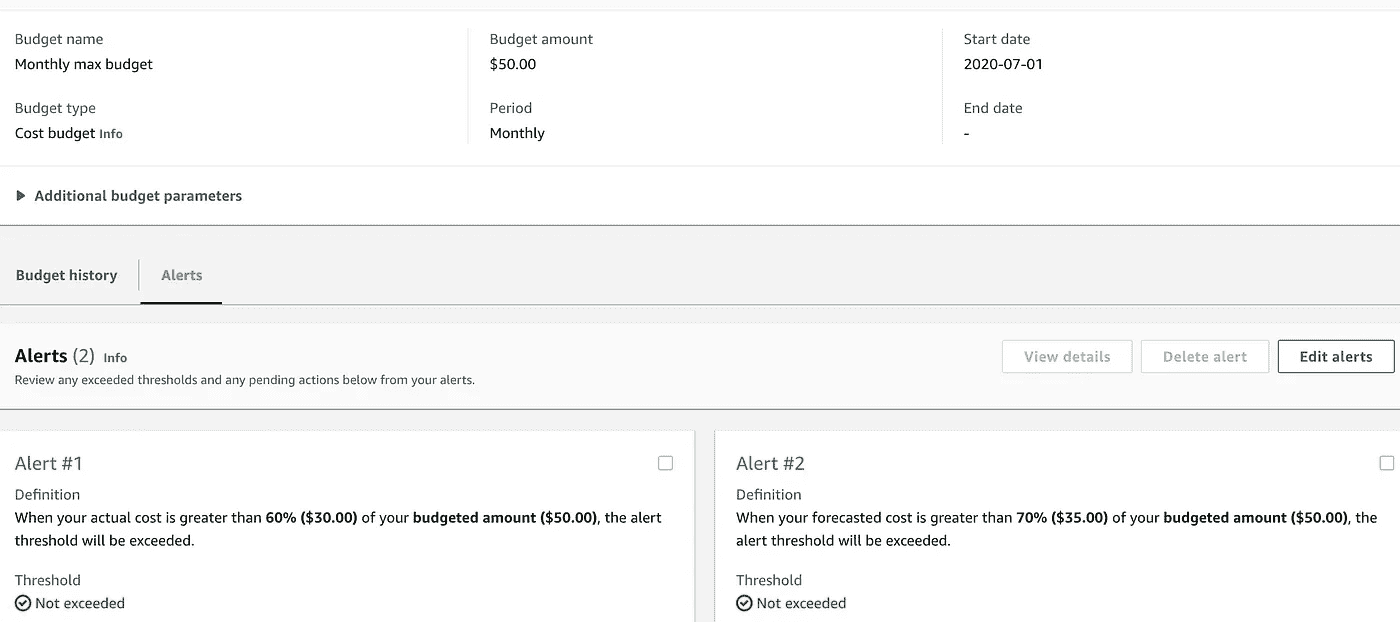 Budget name
Monthly max budget
Budget amount
$50.00
Start date
2020-07-01
Budget type
Cost budget Info
Period
Monthly
End date
-
Additional budget parameters
Budget history
Alerts
Alerts (2) Info
Review any exceeded thresholds and any pending actions below from your alerts.
View details
Delete alert
Edit alerts
Alert #1
Definition
When your actual cost is greater than 60% ($30.00) of your budgeted amount ($50.00), the alert
threshold will be exceeded.
Threshold
Not exceeded
Alert #2
Definition
When your forecasted cost is greater than 70% ($35.00) of your budgeted amount ($50.00), the
alert threshold will be exceeded.
Threshold
Not exceeded